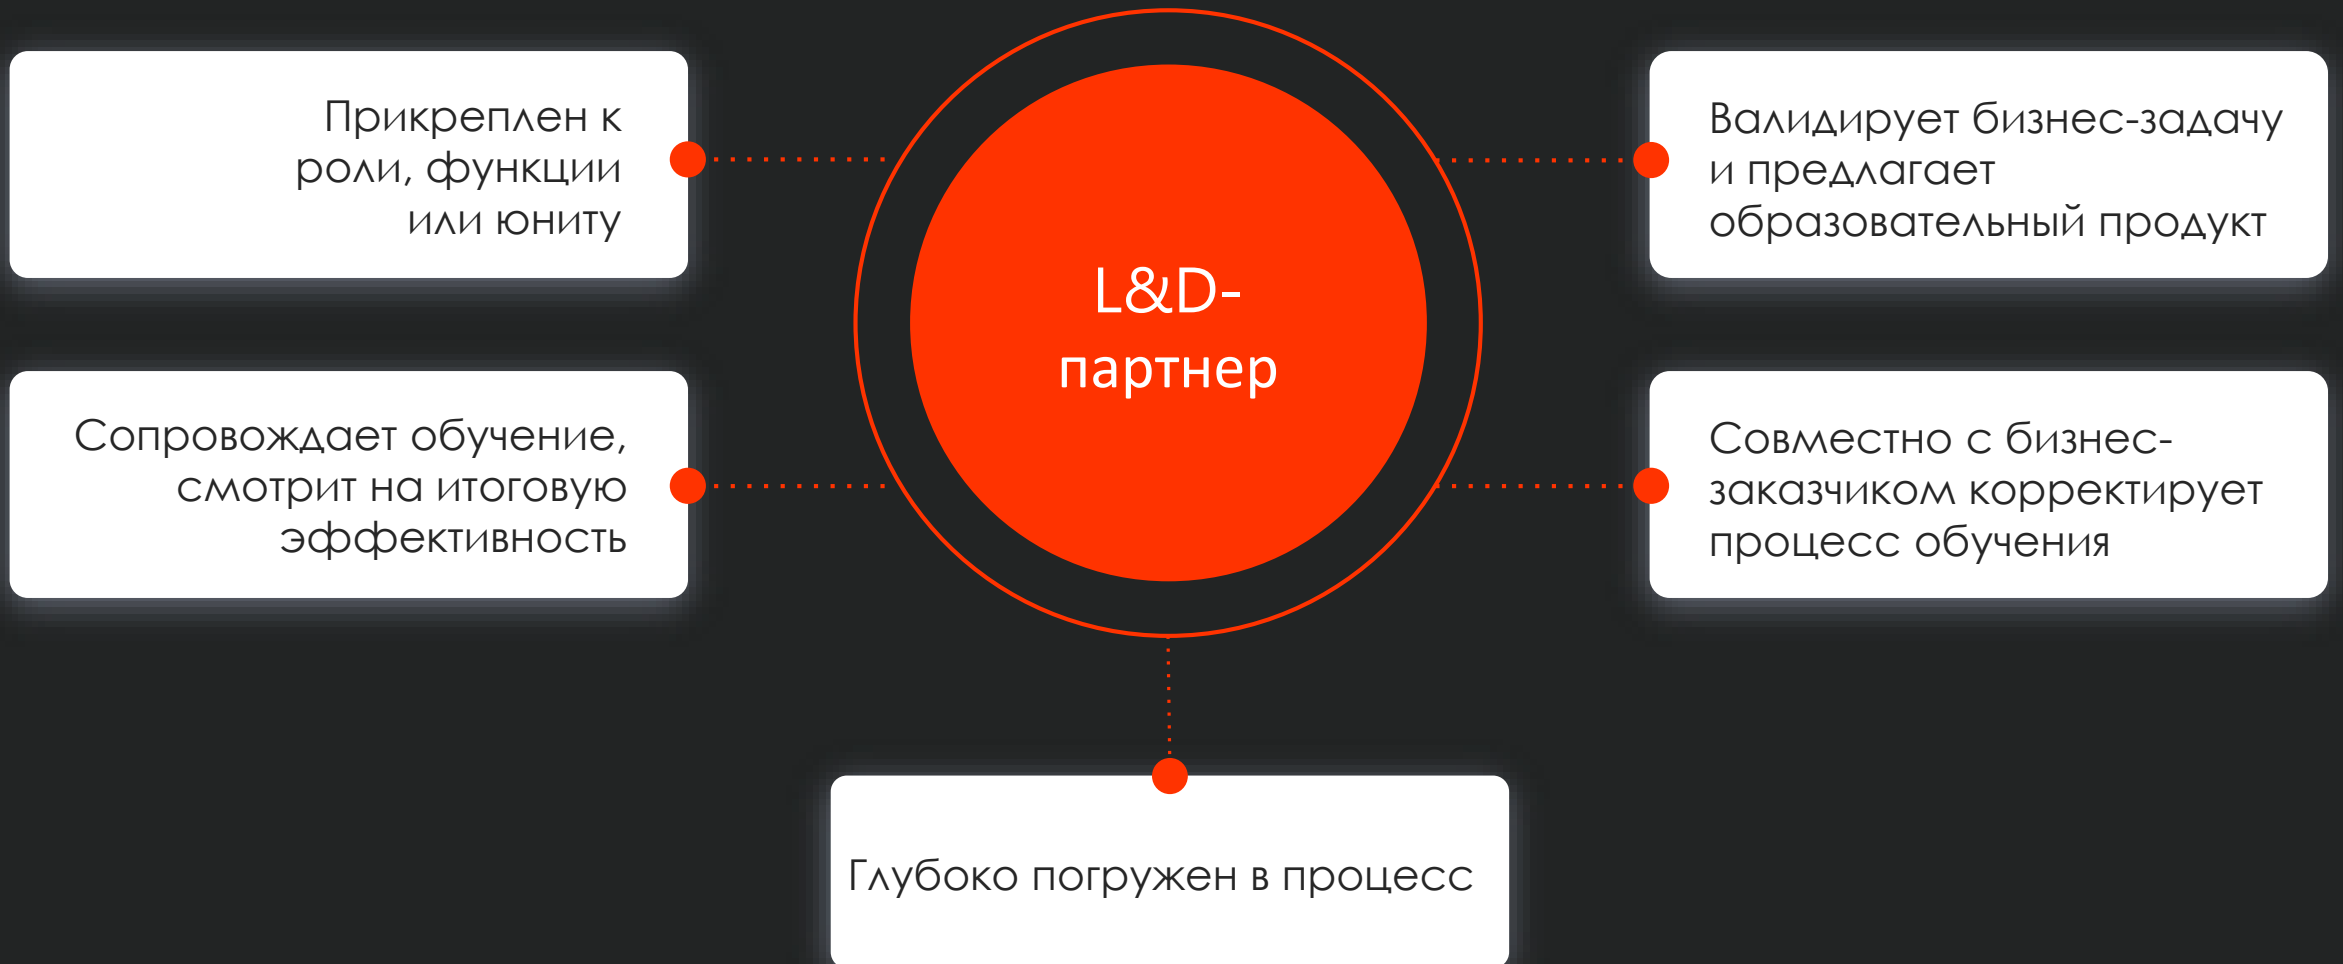 Прикреплен к
роли, функции
или юниту
Сопровождает обучение,
смотрит на итоговую
эффективность
L&D-
партнер
Валидирует бизнес-задачу
и предлагает
образовательный продукт
Совместно с бизнес-
заказчиком корректирует
процесс обучения
Глубоко погружен в процесс